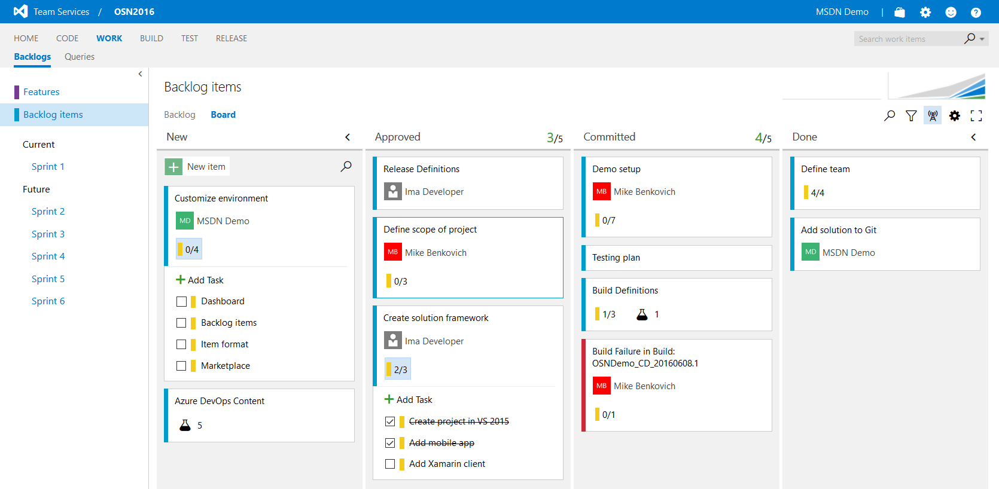 Team Services / OSN2016
MSDN Demo |
HOME CODE WORK BUILD TEST RELEASE
Search work items
Backlogs Queries
Features
Backlog items
Current
Sprint 1
Future
Sprint 2
Sprint 3
Sprint 4
Sprint 5
Sprint 6
Backlog items
Backlog Board
New
New item
Customize environment
MD MSDN Demo
0/4
Add Task
Dashboard
Backlog items
Item format
Marketplace
Azure DevOps Content
5
Approved 3/5
Release Definitions
Ima Developer
Define scope of project
MB Mike Benkovich
0/3
Create solution framework
Ima Developer
2/3
Add Task
Create project in VS 2015
Add mobile app
Add Xamarin client
Committed 4/5
Demo setup
MB Mike Benkovich
0/7
Testing plan
Build Definitions
1/3 1
Build Failure in Build:
OSNDemo_CD_20160608.1
MB Mike Benkovich
0/1
Done
Define team
4/4
Add solution to Git
MD MSDN Demo